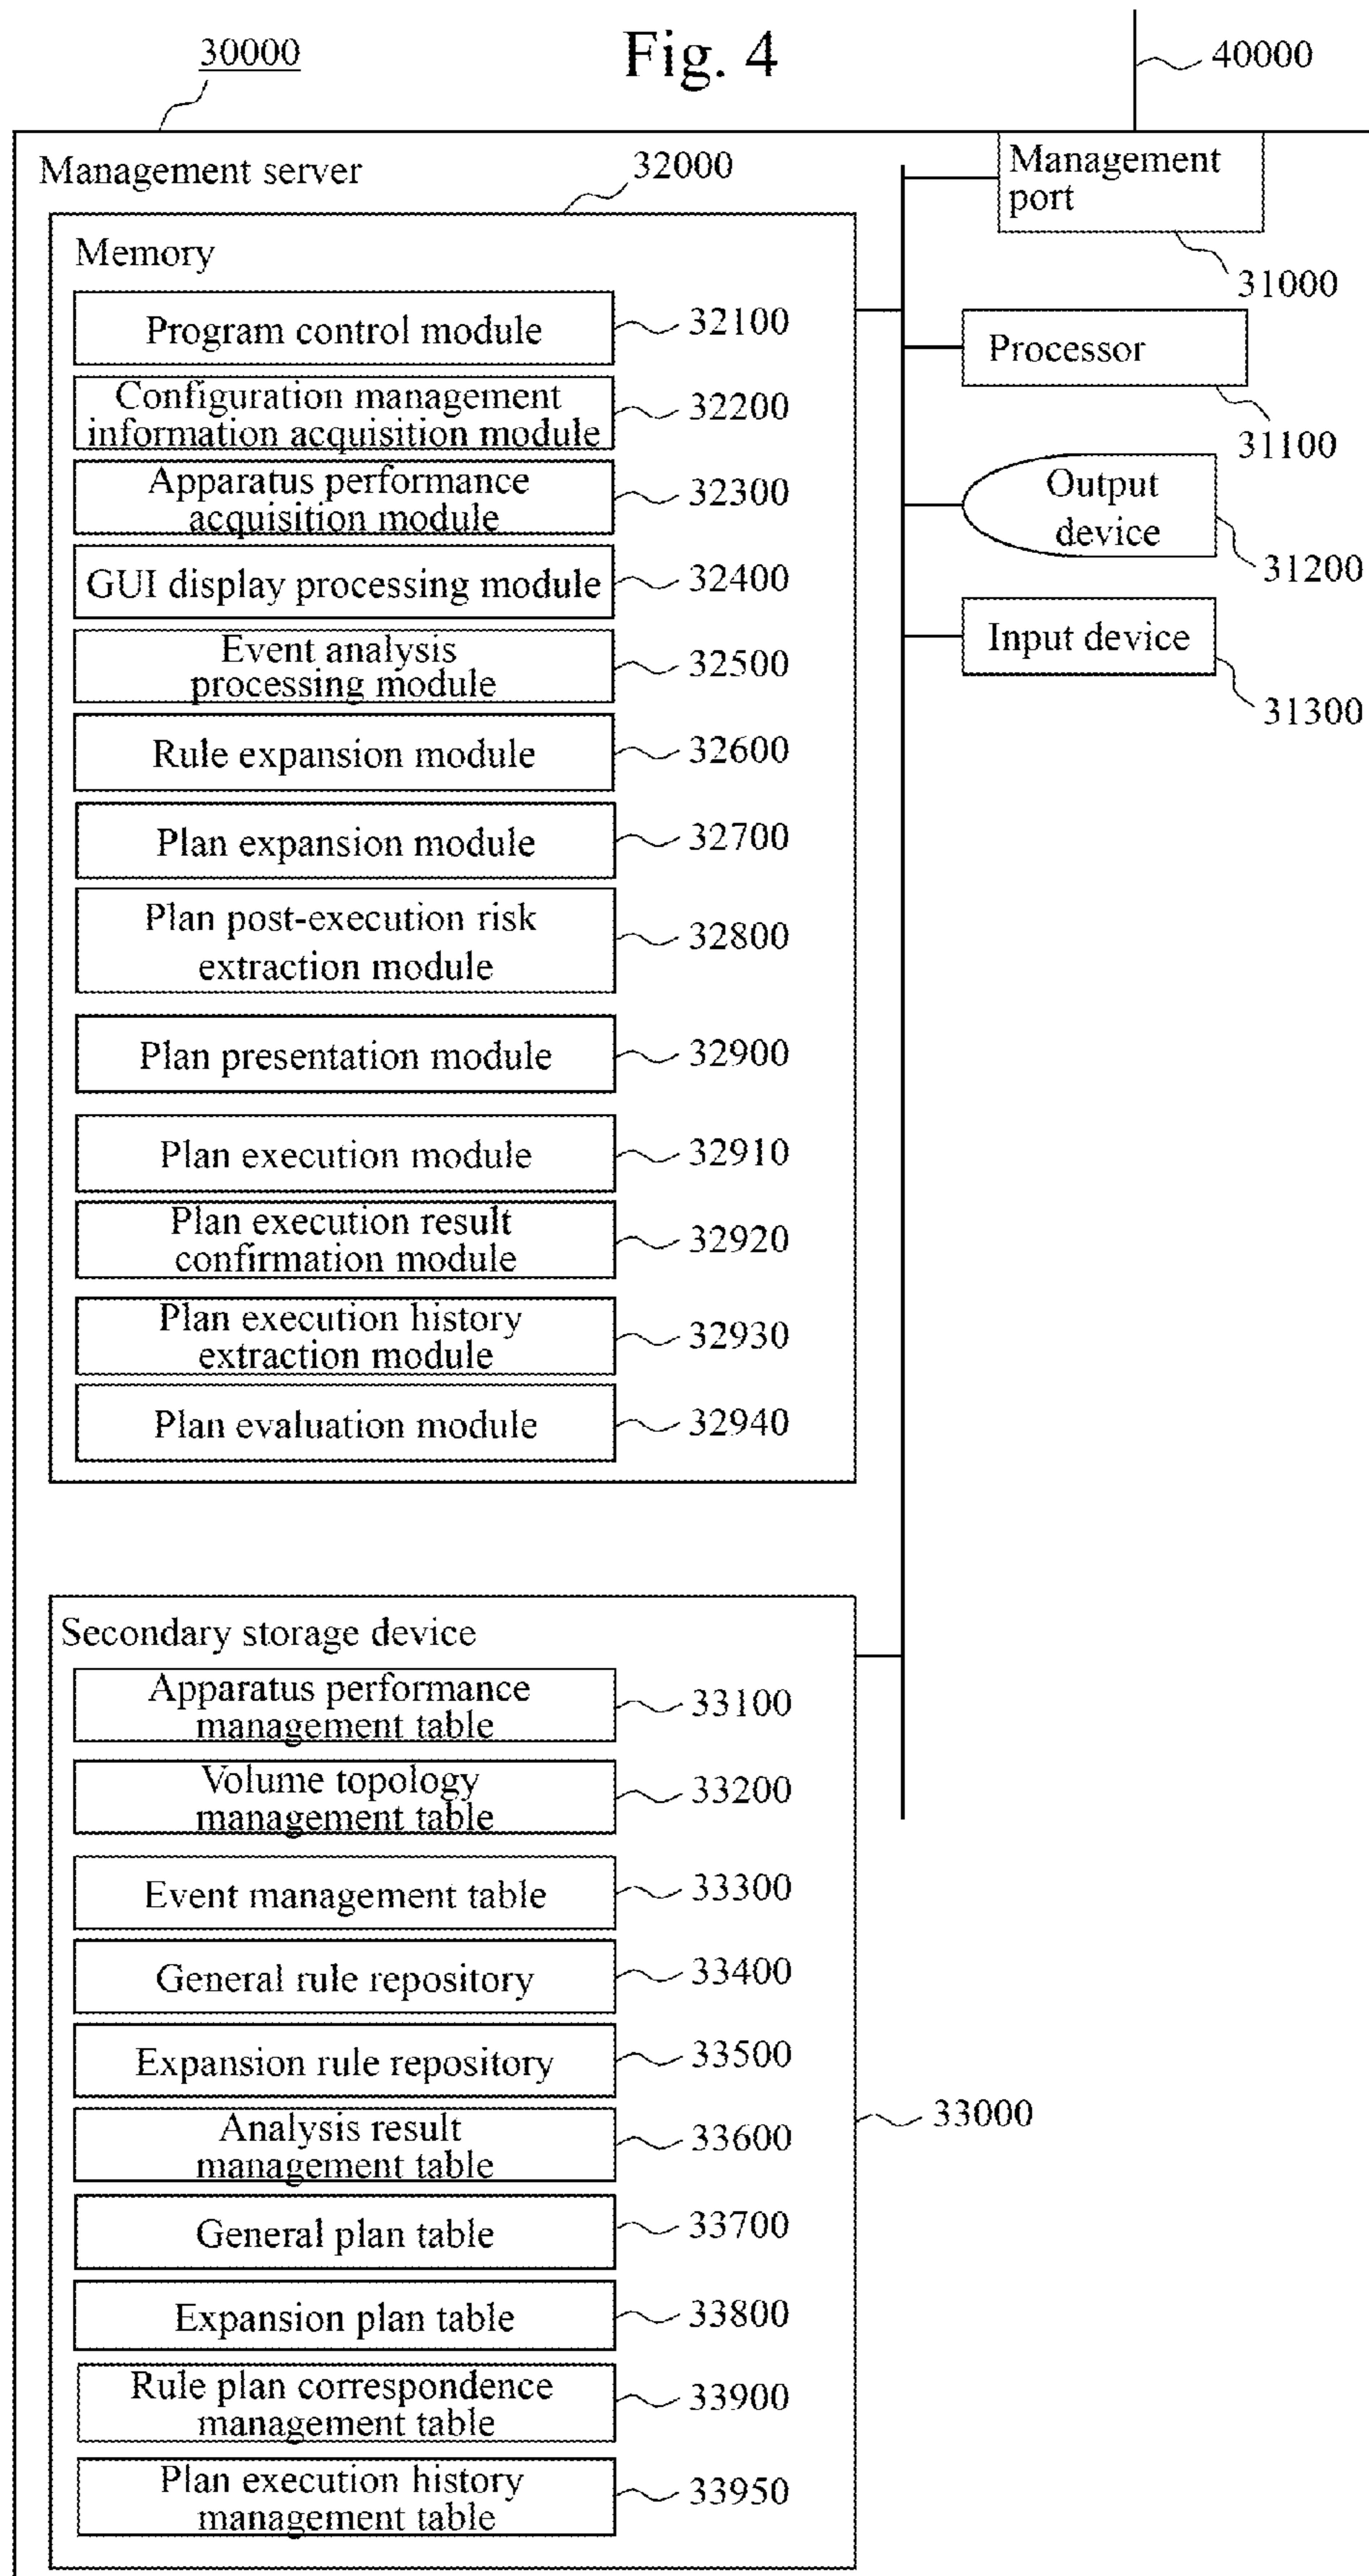 Fig. 4
30000
40000
Management server
32000
Management
port
31000
Memory
Program control module
32100
Processor
31100
Configuration management
information acquisition module
32200
Apparatus performance
acquisition module
32300
Output
device
31200
GUI display processing module
32400
Event analysis
processing module
32500
Input device
31300
Rule expansion module
32600
Plan expansion module
32700
Plan post-execution risk
extraction module
32800
Plan presentation module
32900
Plan execution module
32910
Plan execution result
confirmation module
32920
Plan execution history
extraction module
32930
Plan evaluation module
32940
Secondary storage device
Apparatus performance
management table
33100
Volume topology
management table
33200
Event management table
33300
General rule repository
33400
Expansion rule repository
33500
33000
Analysis result
management table
33600
General plan table
33700
Expansion plan table
33800
Rule plan correspondence
management table
33900
Plan execution history
management table
33950